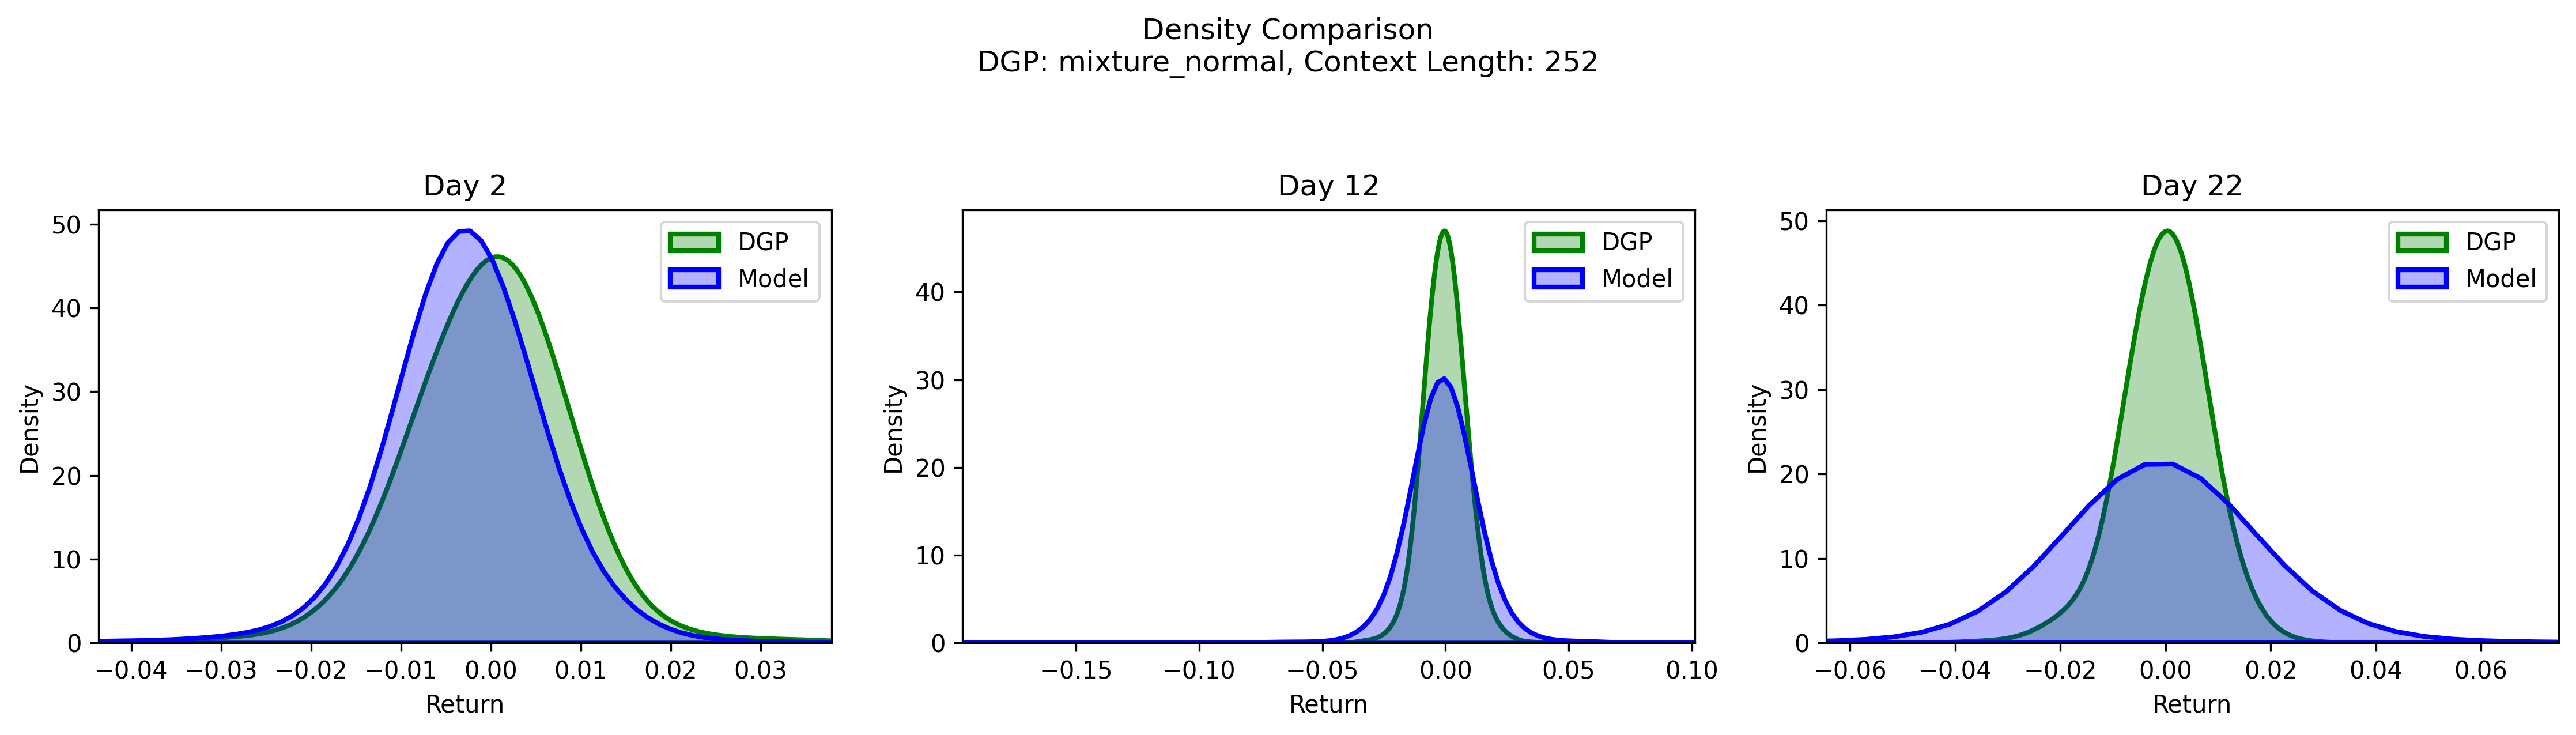 Density Comparison
DGP: mixture_normal, Context Length: 252
Day 2
50
40
30
20
10
0
Density
−0.04 −0.03 −0.02 −0.01 0.00 0.01 0.02 0.03
Return
DGP
Model
Day 12
40
30
20
10
0
Density
−0.15 −0.10 −0.05 0.00 0.05 0.10
Return
DGP
Model
Day 22
50
40
30
20
10
0
Density
−0.06 −0.04 −0.02 0.00 0.02 0.04 0.06
Return
DGP
Model